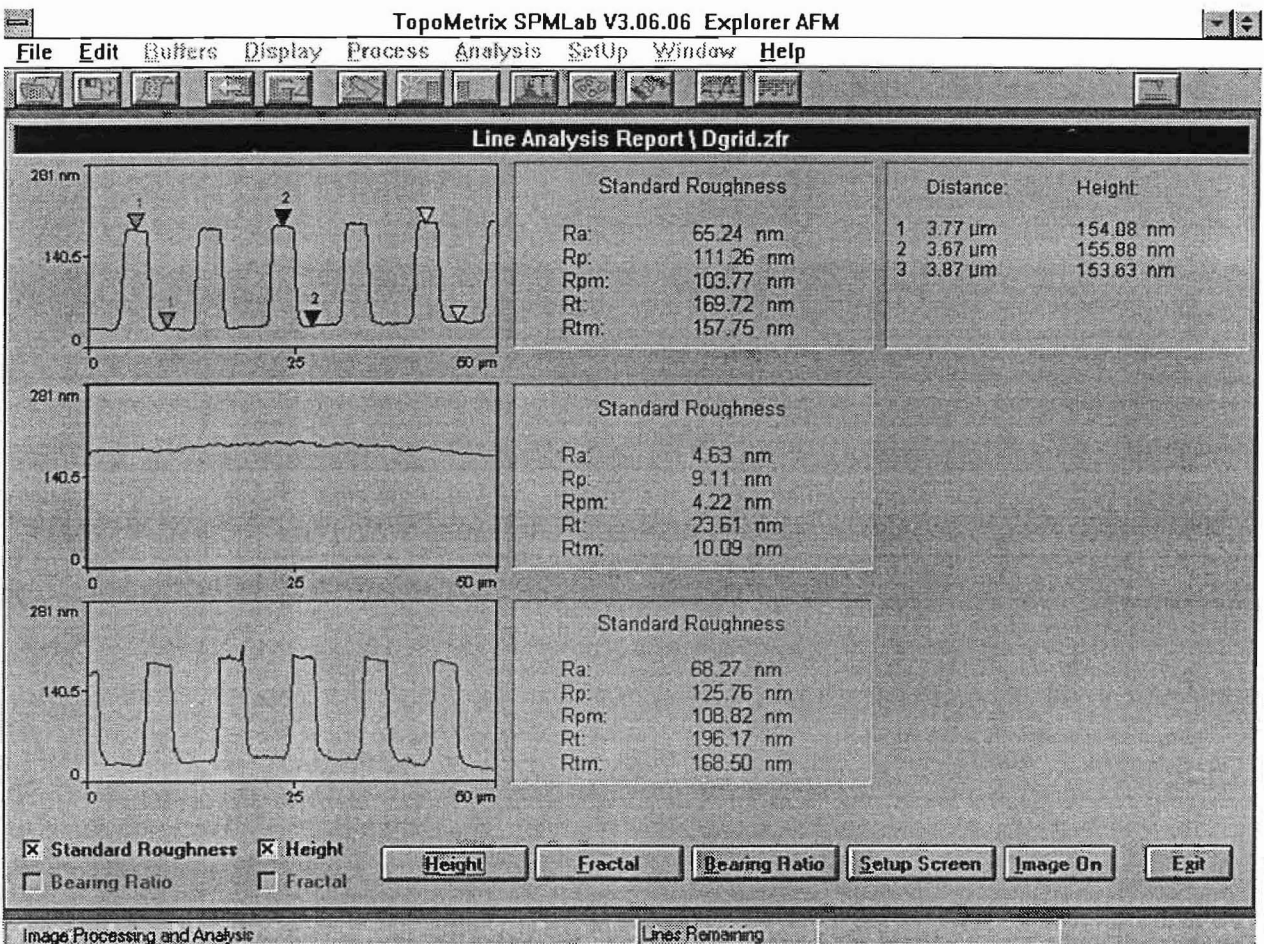 TopoMetrix SPMLab V3.06.06 Explorer AFM
File Edit Buffers Display Process Analysis SetUp Window Help
Line Analysis Report \ Dgrid.zfr
281 nm
140.5
0
0 25 50 µm
1
1
2
2
Standard Roughness
Ra: 65.24 nm
Rp: 111.26 nm
Rpm: 103.77 nm
Rt: 169.72 nm
Rtm: 157.75 nm
Distance: Height:
1 3.77 µm 154.08 nm
2 3.67 µm 155.88 nm
3 3.87 µm 153.63 nm
281 nm
140.5
0
0 25 50 µm
Standard Roughness
Ra: 4.63 nm
Rp: 9.11 nm
Rpm: 4.22 nm
Rt: 23.61 nm
Rtm: 10.09 nm
281 nm
140.5
0
0 25 50 µm
Standard Roughness
Ra: 68.27 nm
Rp: 125.76 nm
Rpm: 108.82 nm
Rt: 196.17 nm
Rtm: 168.50 nm
Standard Roughness Height
Bearing Ratio Fractal
Height Fractal Bearing Ratio Setup Screen Image On Exit
Image Processing and Analysis Lines Remaining